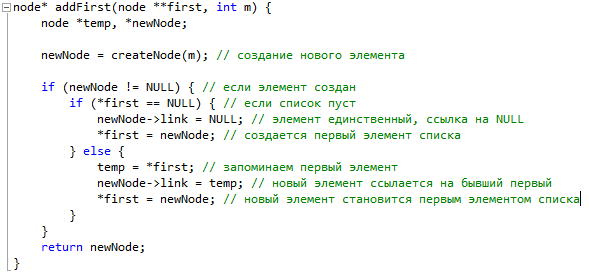 node* addFirst(node **first, int m) {
    node *temp, *newNode;

    newNode = createNode(m); // создание нового элемента

    if (newNode != NULL) { // если элемент создан
        if (*first == NULL) { // если список пуст
            newNode->link = NULL; // элемент единственный, ссылка на NULL
            *first = newNode; // создается первый элемент списка
        } else {
            temp = *first; // запоминаем первый элемент
            newNode->link = temp; // новый элемент ссылается на бывший первый
            *first = newNode; // новый элемент становится первым элементом списка
        }
    }
    return newNode;
}